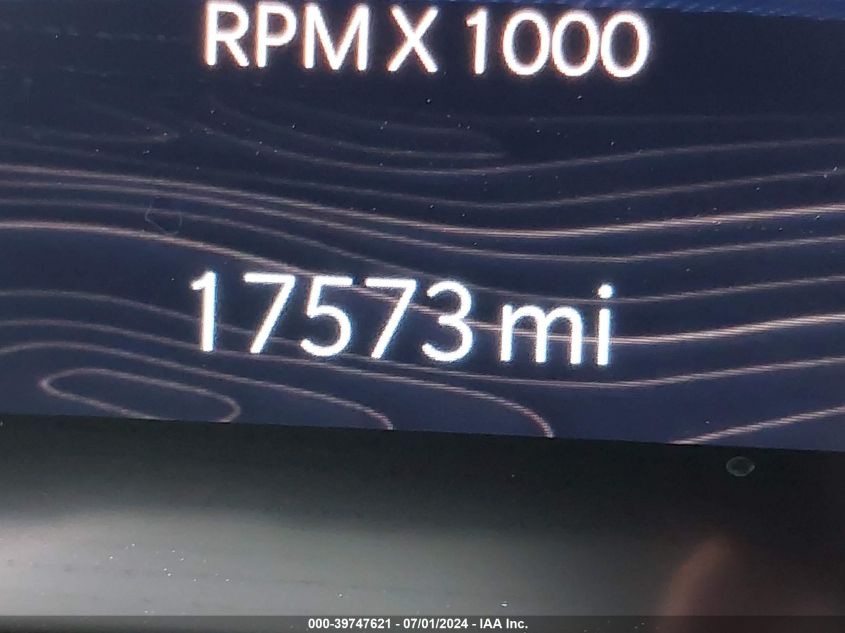 RPM X 1000
17573 mi
000-39747621 - 07/01/2024 - IAA Inc.